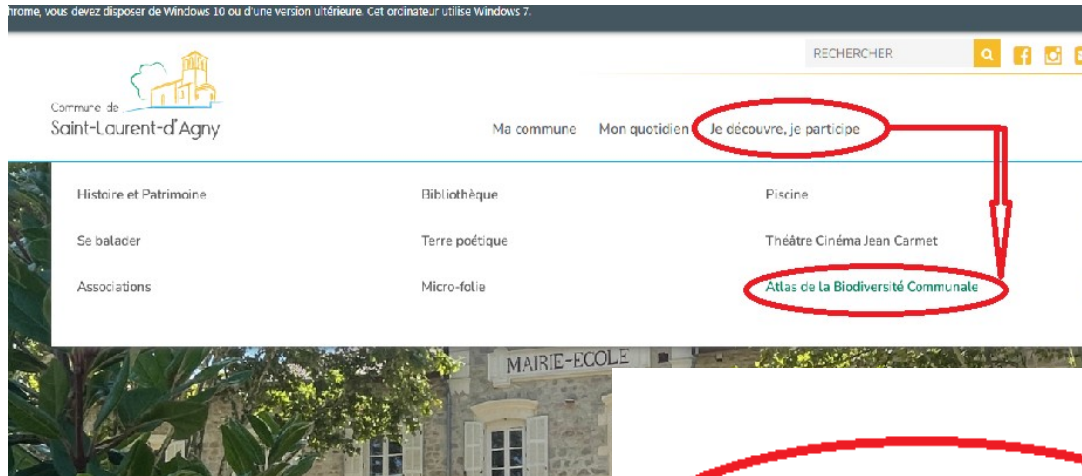 hrome, vous devez disposer de Windows 10 ou d'une version ultérieure. Cet ordinateur utilise Windows 7.
RECHERCHER
Commune de
Saint-Laurent-d'Agny
Ma commune Mon quotidien Je découvre, je participe
Histoire et Patrimoine Bibliothèque Piscine
Se balader Terre poétique Théâtre Cinéma Jean Carmet
Associations Micro-folie Atlas de la Biodiversité Communale
MAIRIE-ECOLE